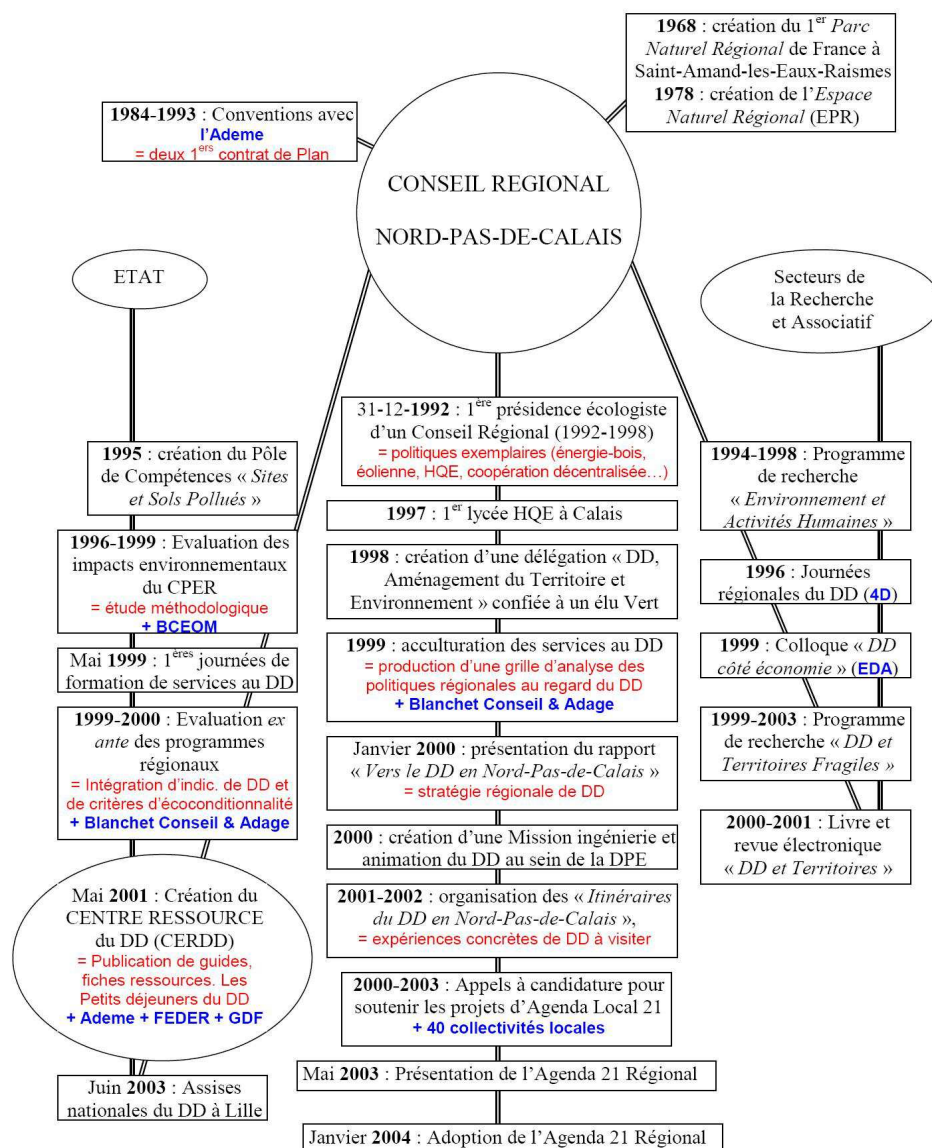 1968 : création du 1er Parc
Naturel Régional de France à
Saint-Amand-les-Eaux-Raismes
1978 : création de l'Espace
Naturel Régional (EPR)
1984-1993 : Conventions avec
l'Ademe
= deux 1ers contrat de Plan
CONSEIL REGIONAL
NORD-PAS-DE-CALAIS
ETAT
Secteurs de
la Recherche
et Associatif
1995 : création du Pôle
de Compétences « Sites
et Sols Pollués »
1996-1999 : Evaluation des
impacts environnementaux
du CPER
= étude méthodologique
+ BCEOM
Mai 1999 : 1ères journées de
formation de services au DD
1999-2000 : Evaluation ex
ante des programmes
régionaux
= Intégration d'indic. de DD et
de critères d'écoconditionnalité
+ Blanchet Conseil & Adage
Mai 2001 : Création du
CENTRE RESSOURCE
du DD (CERDD)
= Publication de guides,
fiches ressources. Les
Petits déjeuners du DD
+ Ademe + FEDER + GDF
Juin 2003 : Assises
nationales du DD à Lille
31-12-1992 : 1ère présidence écologiste
d'un Conseil Régional (1992-1998)
= politiques exemplaires (énergie-bois,
éolienne, HQE, coopération décentralisée…)
1997 : 1er lycée HQE à Calais
1998 : création d'une délégation « DD,
Aménagement du Territoire et
Environnement » confiée à un élu Vert
1999 : acculturation des services au DD
= production d'une grille d'analyse des
politiques régionales au regard du DD
+ Blanchet Conseil & Adage
Janvier 2000 : présentation du rapport
« Vers le DD en Nord-Pas-de-Calais »
= stratégie régionale de DD
2000 : création d'une Mission ingénierie et
animation du DD au sein de la DPE
2001-2002 : organisation des « Itinéraires
du DD en Nord-Pas-de-Calais »,
= expériences concrètes de DD à visiter
2000-2003 : Appels à candidature pour
soutenir les projets d'Agenda Local 21
+ 40 collectivités locales
Mai 2003 : Présentation de l'Agenda 21 Régional
Janvier 2004 : Adoption de l'Agenda 21 Régional
1994-1998 : Programme
de recherche
« Environnement et
Activités Humaines »
1996 : Journées
régionales du DD (4D)
1999 : Colloque « DD
côté économie » (EDA)
1999-2003 : Programme
de recherche « DD et
Territoires Fragiles »
2000-2001 : Livre et
revue électronique
« DD et Territoires »